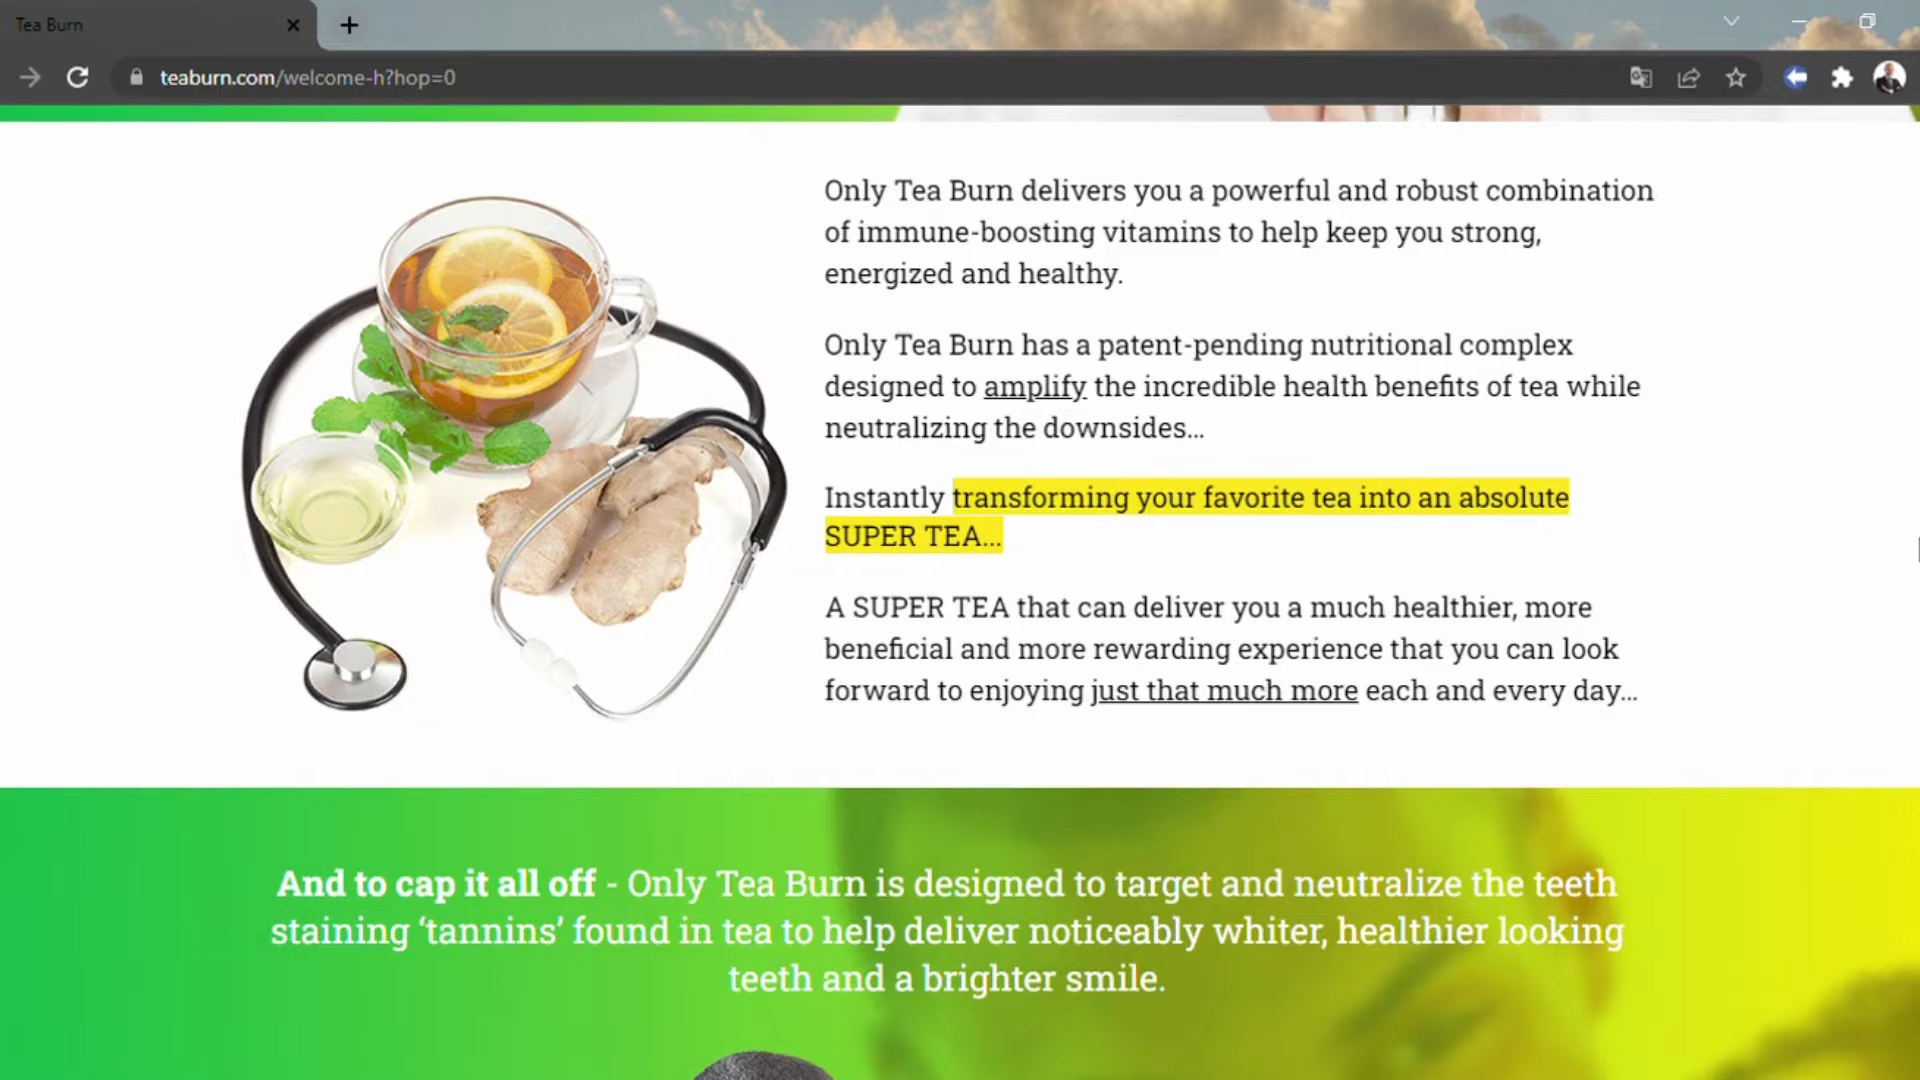 Tea Burn
teaburn.com/welcome-h?hop=0
Only Tea Burn delivers you a powerful and robust combination
of immune-boosting vitamins to help keep you strong,
energized and healthy.
Only Tea Burn has a patent-pending nutritional complex
designed to amplify the incredible health benefits of tea while
neutralizing the downsides...
Instantly transforming your favorite tea into an absolute
SUPER TEA...
A SUPER TEA that can deliver you a much healthier, more
beneficial and more rewarding experience that you can look
forward to enjoying just that much more each and every day...
And to cap it all off - Only Tea Burn is designed to target and neutralize the teeth
staining ‘tannins’ found in tea to help deliver noticeably whiter, healthier looking
teeth and a brighter smile.